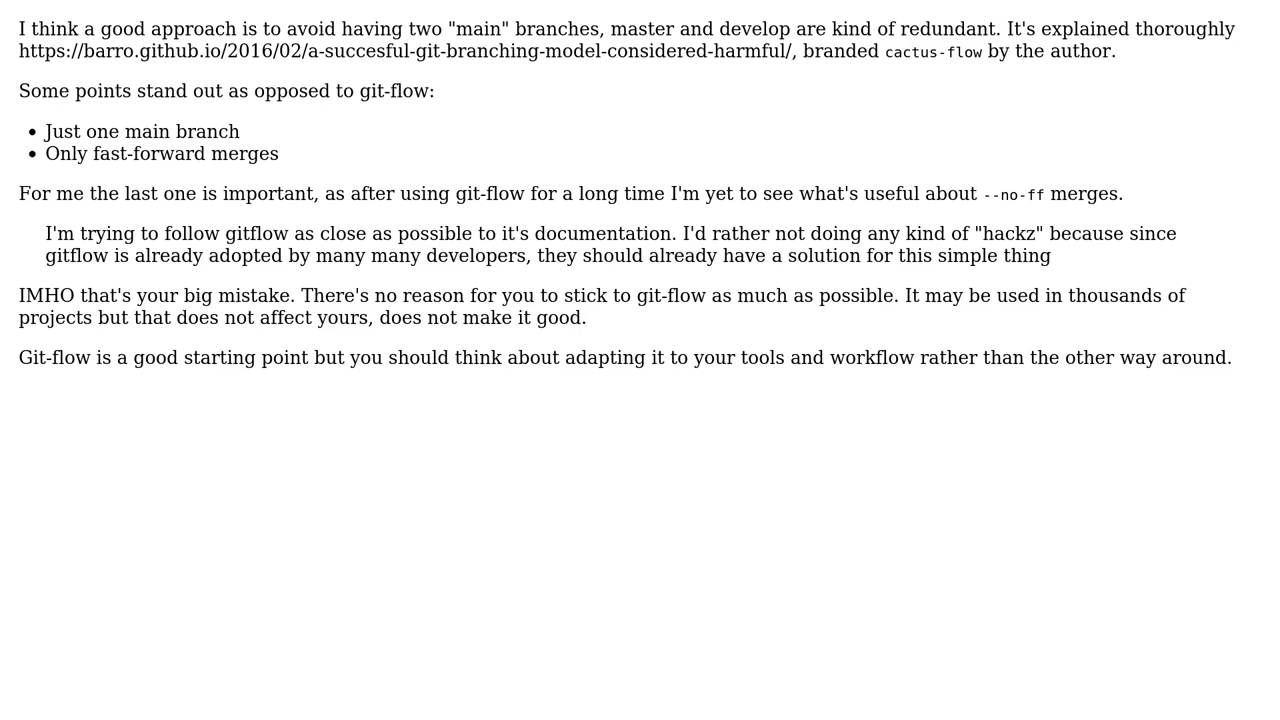 I think a good approach is to avoid having two "main" branches, master and develop are kind of redundant. It's explained thoroughly
https://barro.github.io/2016/02/a-succesful-git-branching-model-considered-harmful/, branded cactus-flow by the author.
Some points stand out as opposed to git-flow:
• Just one main branch
• Only fast-forward merges
For me the last one is important, as after using git-flow for a long time I'm yet to see what's useful about --no-ff merges.
I'm trying to follow gitflow as close as possible to it's documentation. I'd rather not doing any kind of "hackz" because since
gitflow is already adopted by many many developers, they should already have a solution for this simple thing
IMHO that's your big mistake. There's no reason for you to stick to git-flow as much as possible. It may be used in thousands of
projects but that does not affect yours, does not make it good.
Git-flow is a good starting point but you should think about adapting it to your tools and workflow rather than the other way around.